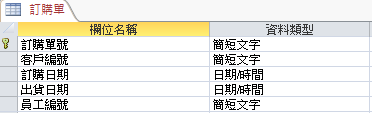 訂購單
欄位名稱 資料類型
訂購單號 簡短文字
客戶編號 簡短文字
訂購日期 日期/時間
出貨日期 日期/時間
員工編號 簡短文字